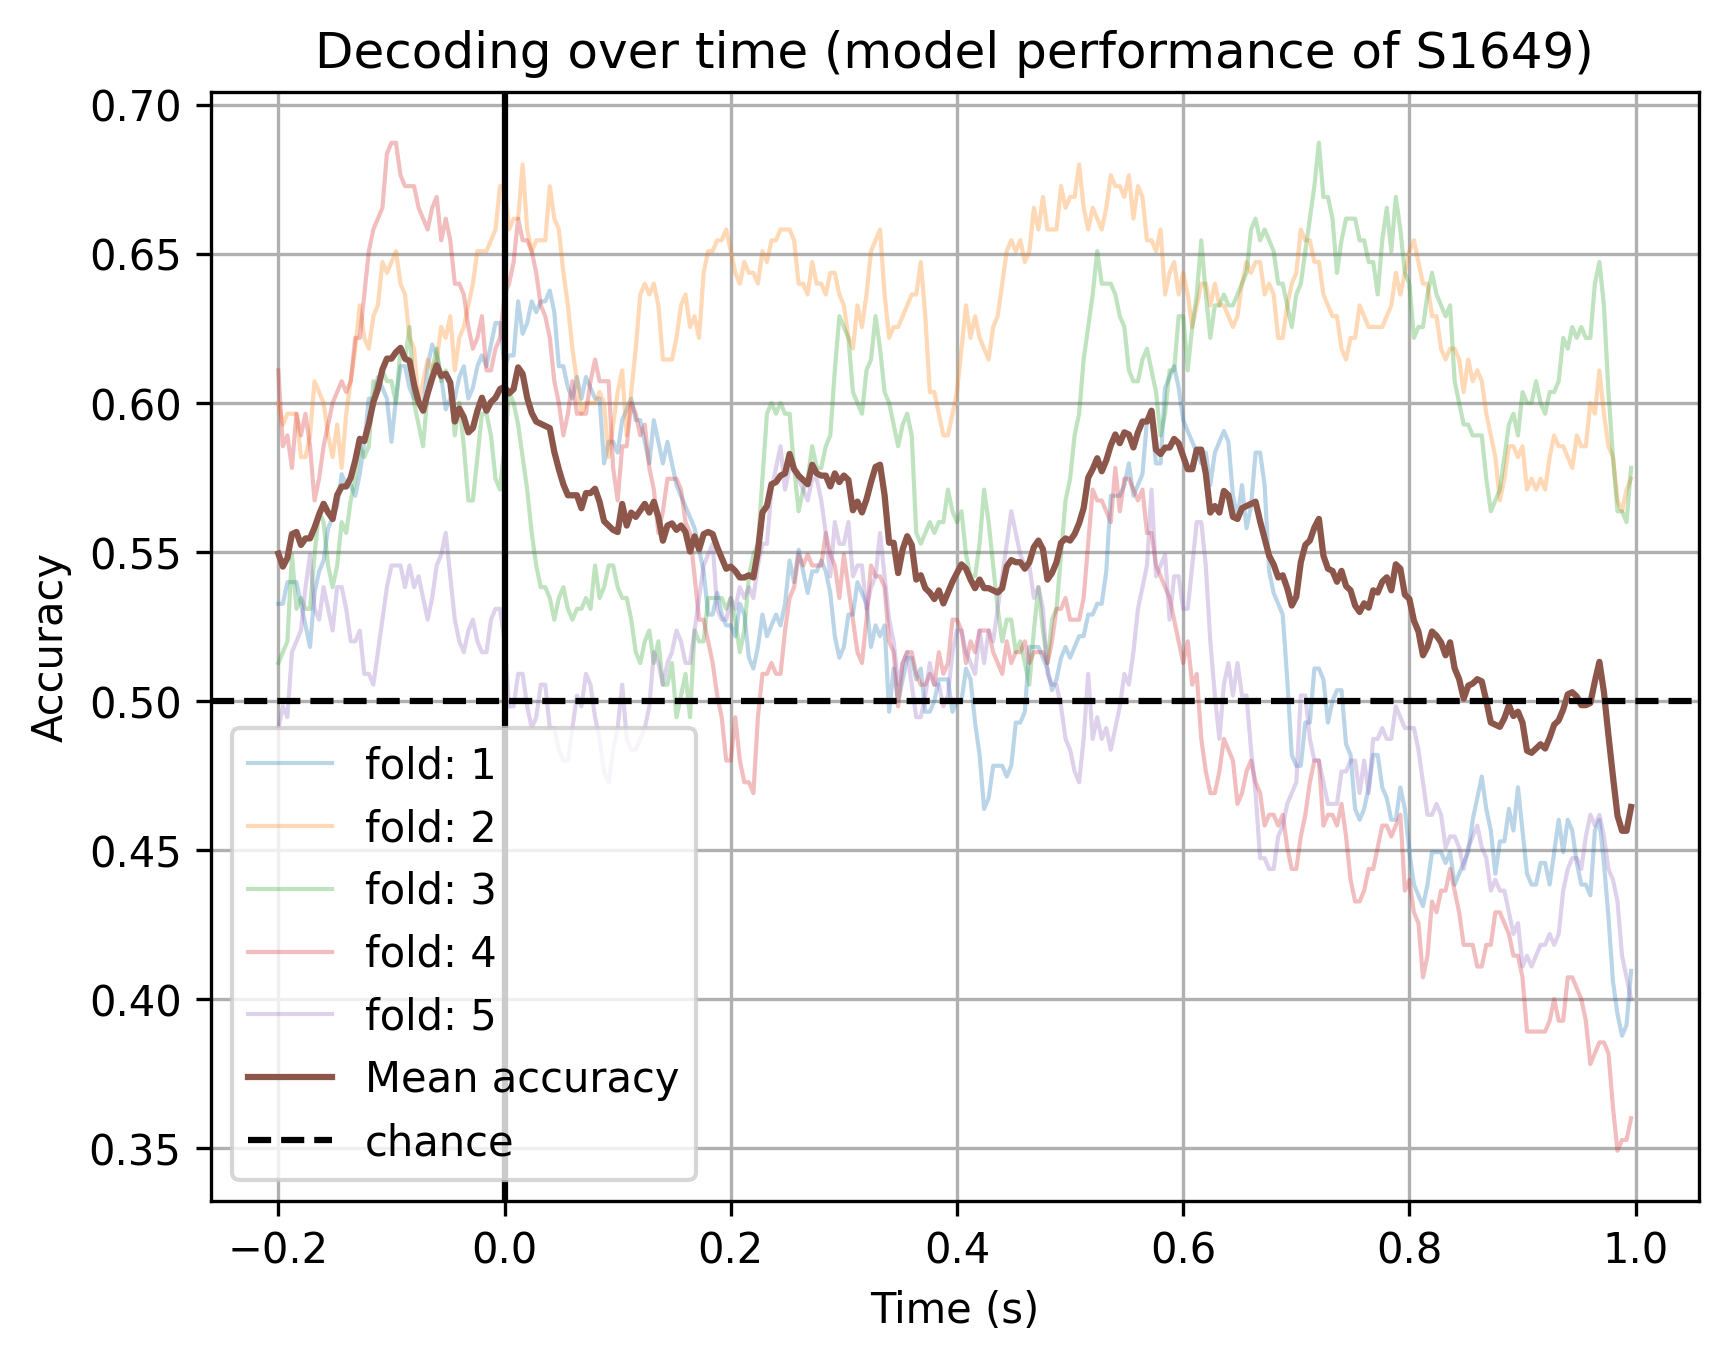 Decoding over time (model performance of S1649)
Accuracy
0.70
0.65
0.60
0.55
0.50
0.45
0.40
0.35
fold: 1
fold: 2
fold: 3
fold: 4
fold: 5
Mean accuracy
chance
−0.2
0.0
0.2
0.4
0.6
0.8
1.0
Time (s)